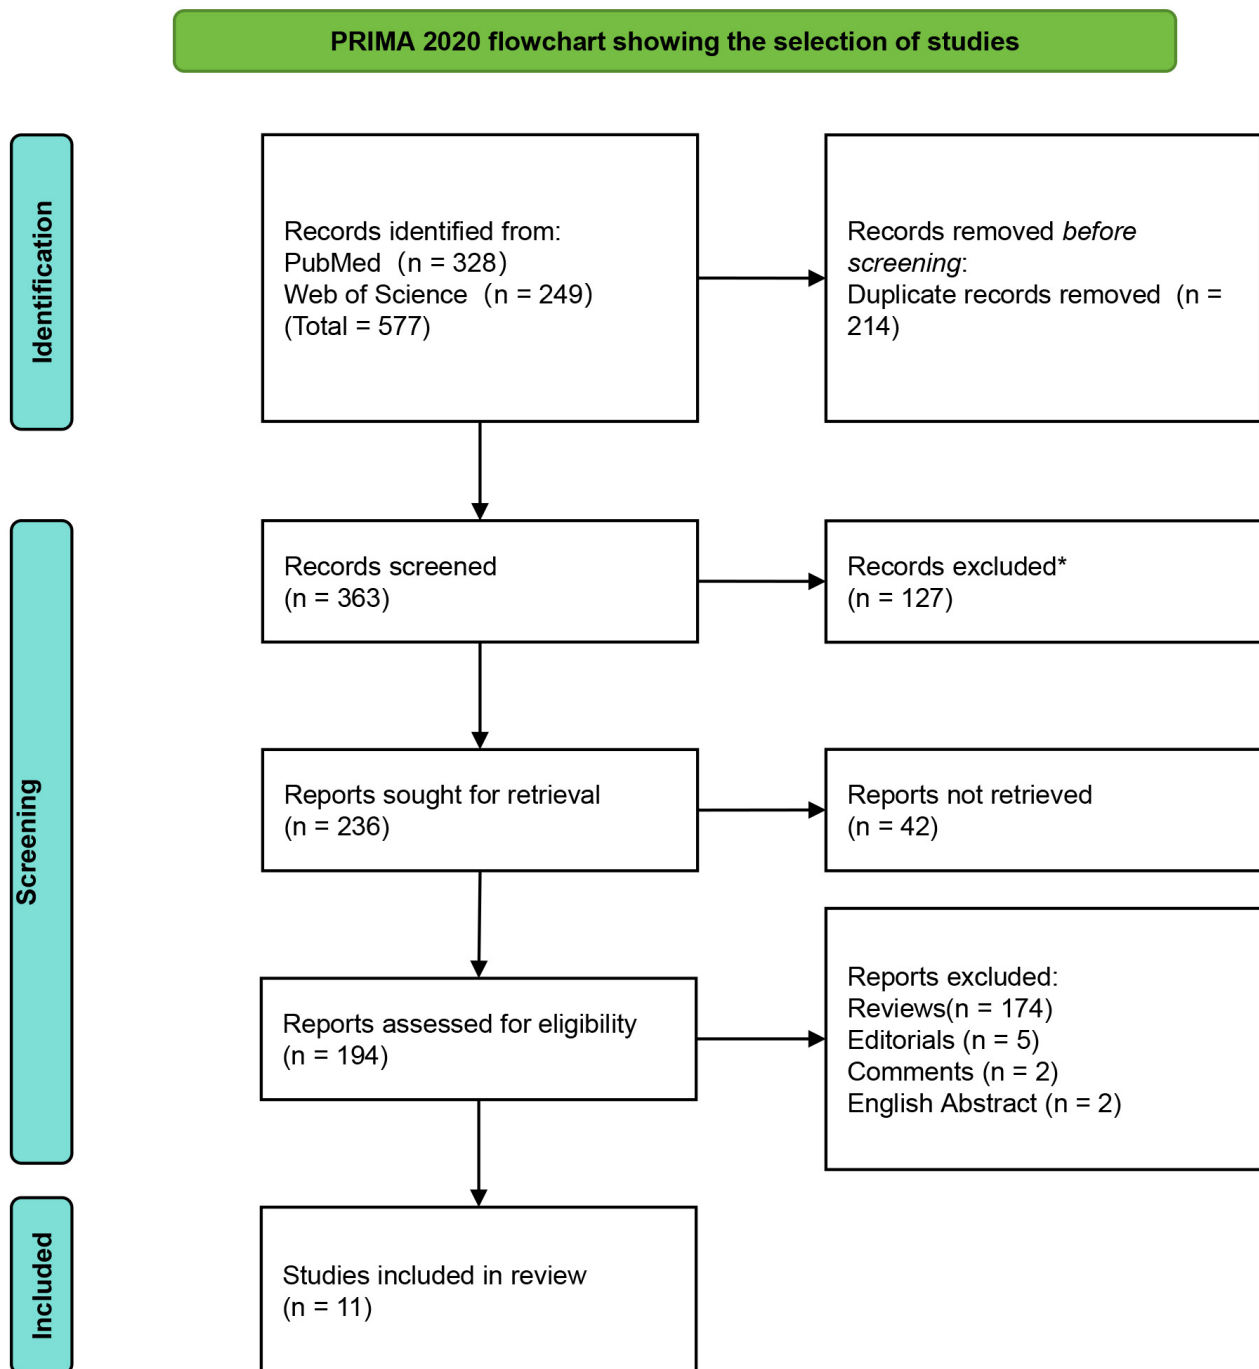 PRIMA 2020 flowchart showing the selection of studies
Identification
Records identified from:
PubMed（n = 328)
Web of Science（n = 249)
(Total = 577)
Records removed before
screening:
Duplicate records removed  (n =
214)
Screening
Records screened
(n = 363)
Records excluded*
(n = 127)
Reports sought for retrieval
(n = 236)
Reports not retrieved
(n = 42)
Reports assessed for eligibility
(n = 194)
Reports excluded:
Reviews(n = 174)
Editorials (n = 5)
Comments (n = 2)
English Abstract (n = 2)
Included
Studies included in review
(n = 11)